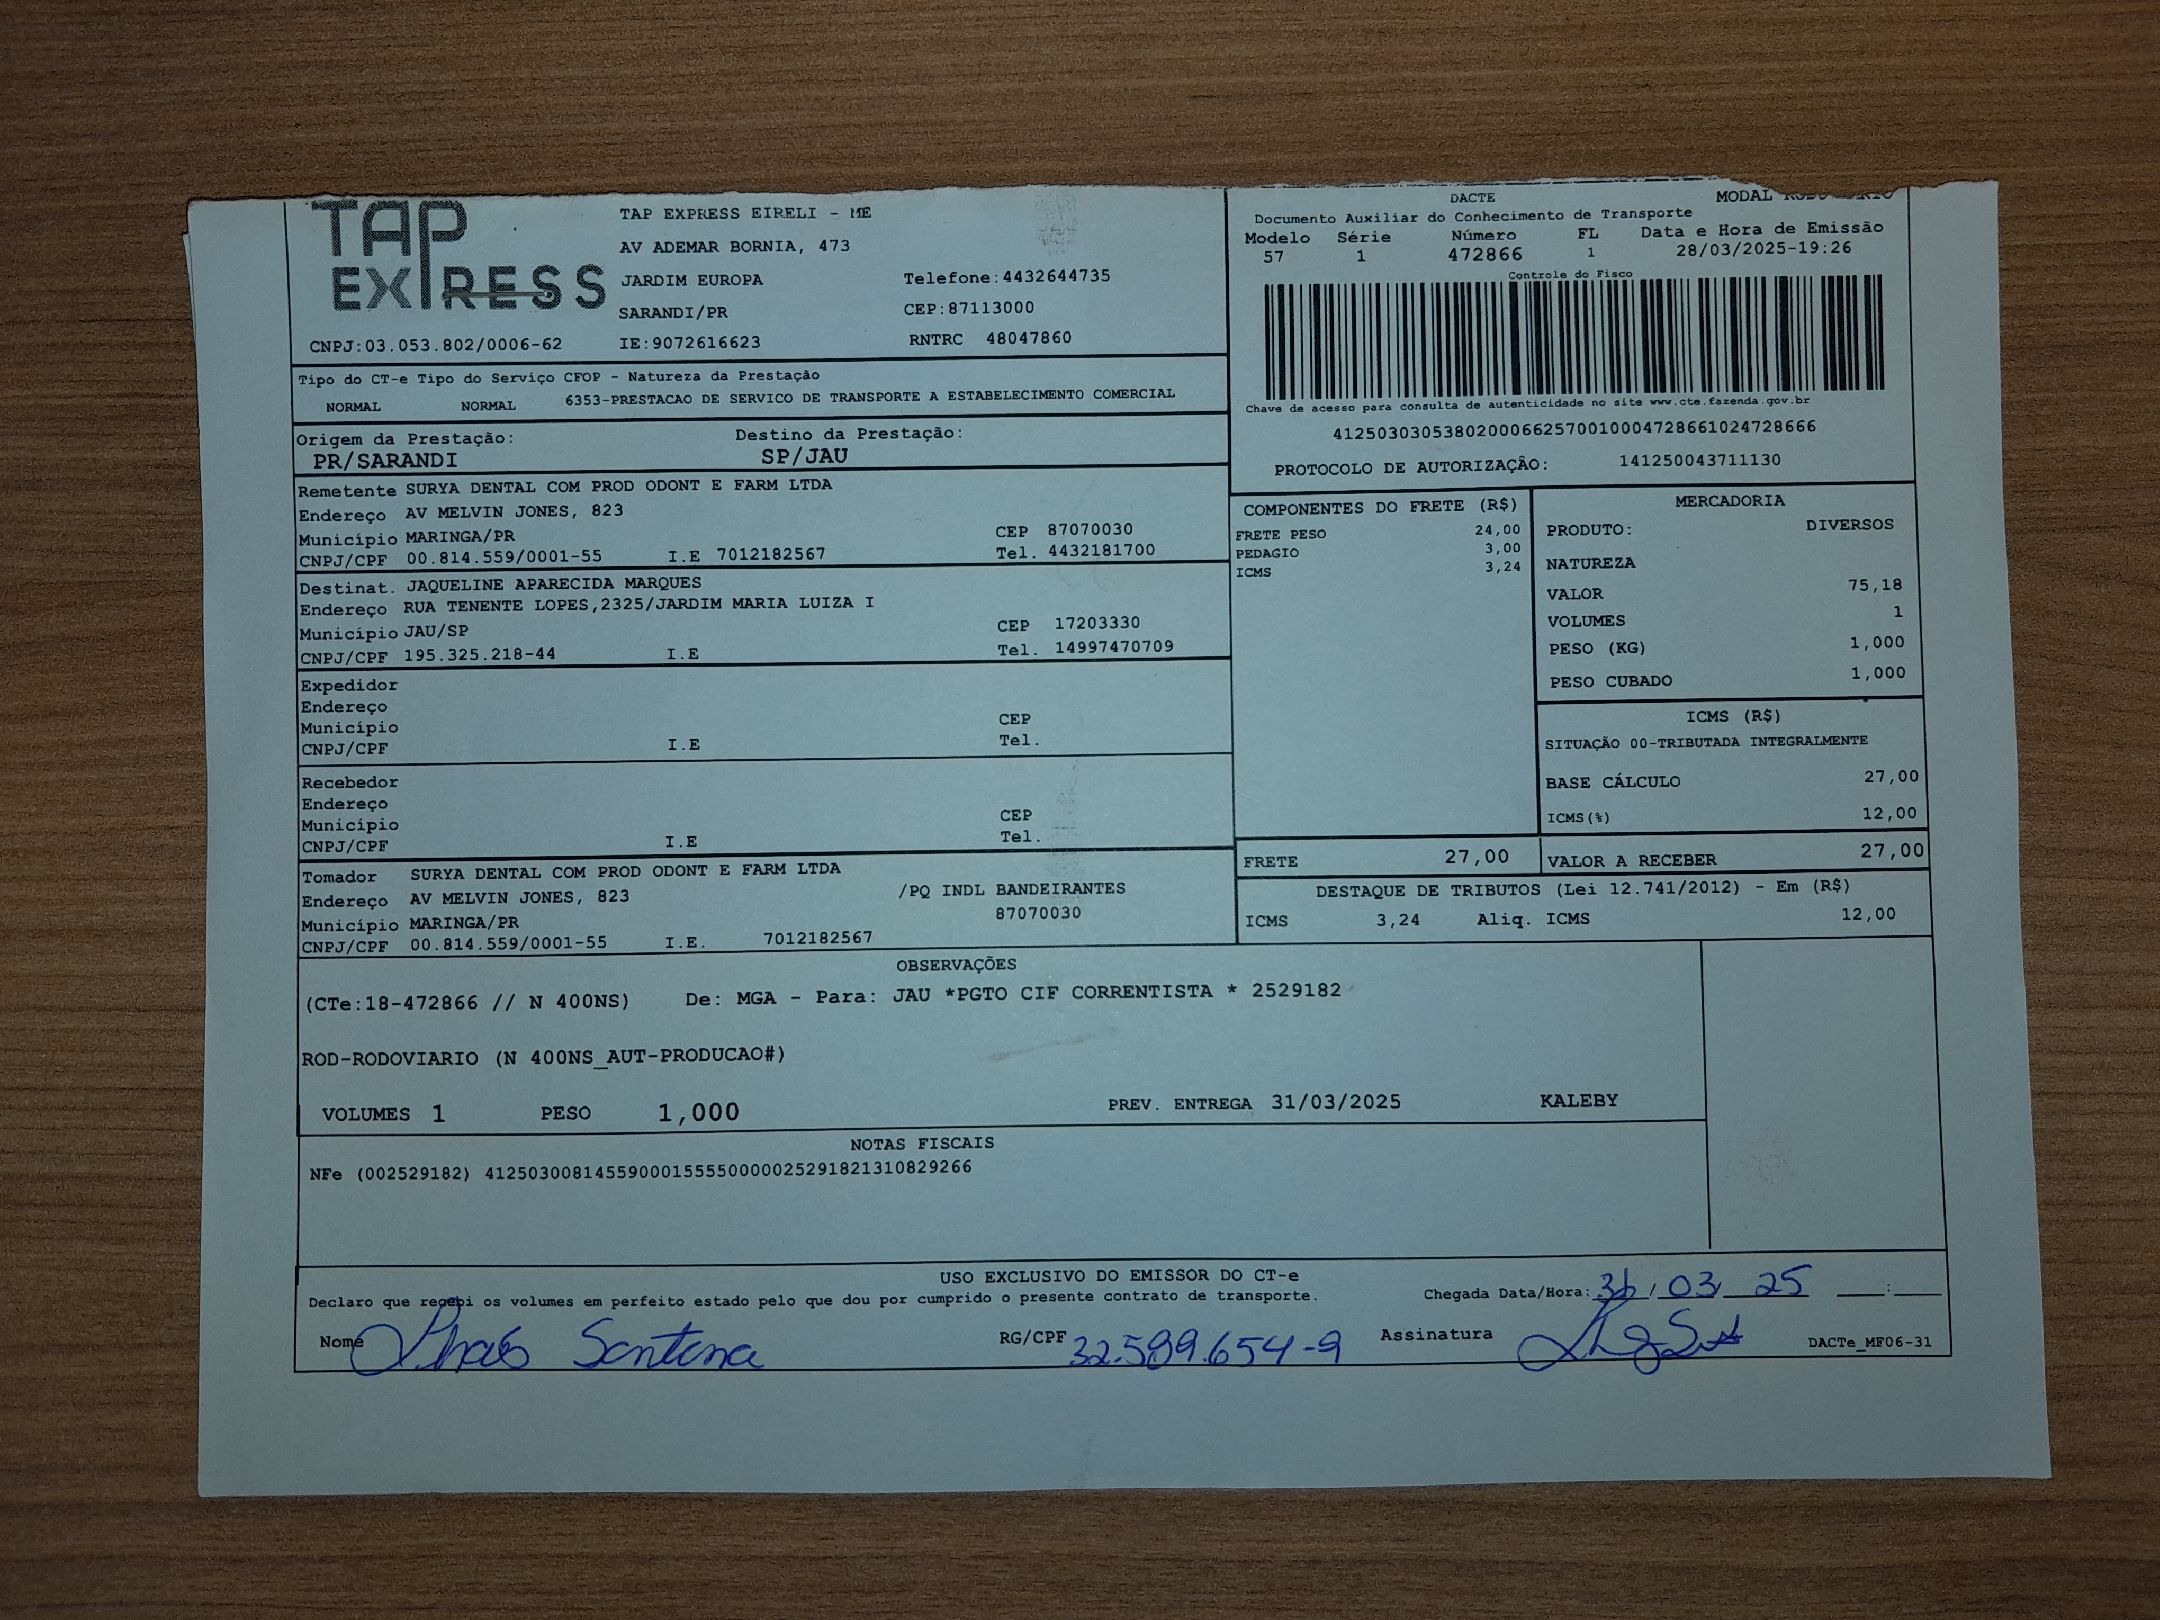 TAP
EXPRESS
TAP EXPRESS EIRELI - ME
AV ADEMAR BORNIA, 473
JARDIM EUROPA Telefone:4432644735
SARANDI/PR CEP:87113000
CNPJ:03.053.802/0006-62 IE:9072616623 RNTRC 48047860
DACTE MODAL RODOVIÁRIO
Documento Auxiliar do Conhecimento de Transporte
Modelo Série Número FL Data e Hora de Emissão
57 1 472866 1 28/03/2025-19:26
Controle do Fisco
Chave de acesso para consulta de autenticidade no site www.cte.fazenda.gov.br
41250303053802000662570010004728661024728666
PROTOCOLO DE AUTORIZAÇÃO: 141250043711130
Tipo do CT-e Tipo do Serviço CFOP - Natureza da Prestação
NORMAL NORMAL 6353-PRESTACAO DE SERVICO DE TRANSPORTE A ESTABELECIMENTO COMERCIAL
Origem da Prestação: Destino da Prestação:
PR/SARANDI SP/JAU
Remetente SURYA DENTAL COM PROD ODONT E FARM LTDA
Endereço AV MELVIN JONES, 823
Município MARINGA/PR CEP 87070030
CNPJ/CPF 00.814.559/0001-55 I.E 7012182567 Tel. 4432181700
Destinat. JAQUELINE APARECIDA MARQUES
Endereço RUA TENENTE LOPES,2325/JARDIM MARIA LUIZA I
Município JAU/SP CEP 17203330
CNPJ/CPF 195.325.218-44 I.E Tel. 14997470709
Expedidor
Endereço
Município CEP
CNPJ/CPF I.E Tel.
Recebedor
Endereço
Município CEP
CNPJ/CPF I.E Tel.
Tomador SURYA DENTAL COM PROD ODONT E FARM LTDA
Endereço AV MELVIN JONES, 823 /PQ INDL BANDEIRANTES
Município MARINGA/PR 87070030
CNPJ/CPF 00.814.559/0001-55 I.E. 7012182567
COMPONENTES DO FRETE (R$)
FRETE PESO 24,00
PEDAGIO 3,00
ICMS 3,24
MERCADORIA
PRODUTO: DIVERSOS
NATUREZA
VALOR 75,18
VOLUMES 1
PESO (KG) 1,000
PESO CUBADO 1,000
ICMS (R$)
SITUAÇÃO 00-TRIBUTADA INTEGRALMENTE
BASE CÁLCULO 27,00
ICMS(%) 12,00
FRETE 27,00 VALOR A RECEBER 27,00
DESTAQUE DE TRIBUTOS (Lei 12.741/2012) - Em (R$)
ICMS 3,24 Aliq. ICMS 12,00
OBSERVAÇÕES
(CTe:18-472866 // N 400NS) De: MGA - Para: JAU *PGTO CIF CORRENTISTA * 2529182
ROD-RODOVIARIO (N 400NS_AUT-PRODUCAO#)
VOLUMES 1 PESO 1,000 PREV. ENTREGA 31/03/2025 KALEBY
NOTAS FISCAIS
NFe (002529182) 41250300814559000155550000025291821310829266
USO EXCLUSIVO DO EMISSOR DO CT-e
Declaro que recebi os volumes em perfeito estado pelo que dou por cumprido o presente contrato de transporte. Chegada Data/Hora: / 03 25 :
Nome Santana RG/CPF 32.589.654-9 Assinatura DACTe_MF06-31